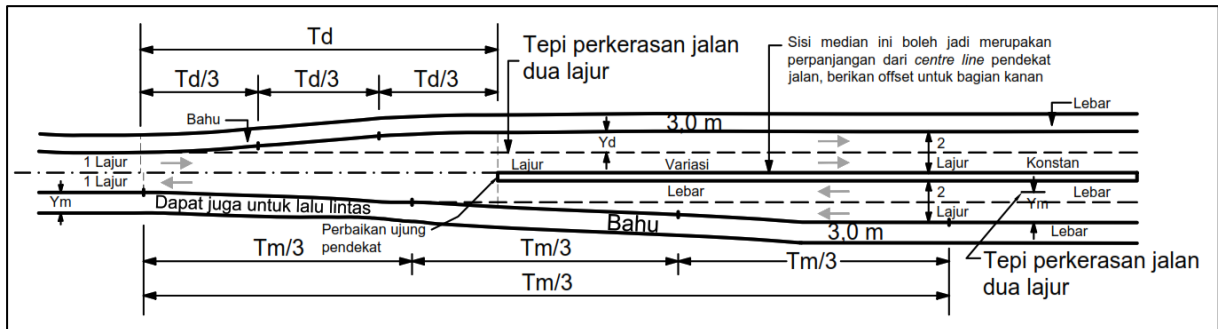 Td
Tepi perkerasan jalan
dua lajur
Sisi median ini boleh jadi merupakan
perpanjangan dari centre line pendekat
jalan, berikan offset untuk bagian kanan
Td/3
Td/3
Td/3
Bahu
3,0 m
Lebar
Yd
1 Lajur
Lajur
Variasi
2
Lajur
Konstan
1 Lajur
Lebar
2
Lajur
Ym
Lebar
Ym
Dapat juga untuk lalu lintas
Perbaikan ujung
pendekat
Bahu
3,0 m
Lebar
Tm/3
Tm/3
Tm/3
Tepi perkerasan jalan
dua lajur
Tm/3